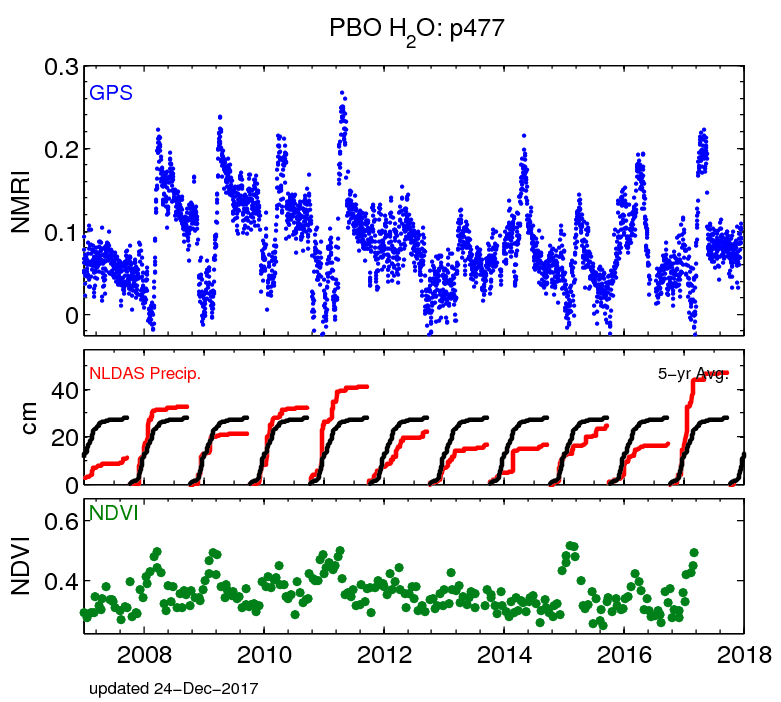 PBO H2O: p477
0.3
GPS
0.2
NMRI
0.1
0
NLDAS Precip.
5-yr Avg.
40
cm
20
0
NDVI
0.6
NDVI
0.4
2008 2010 2012 2014 2016 2018
updated 24-Dec-2017